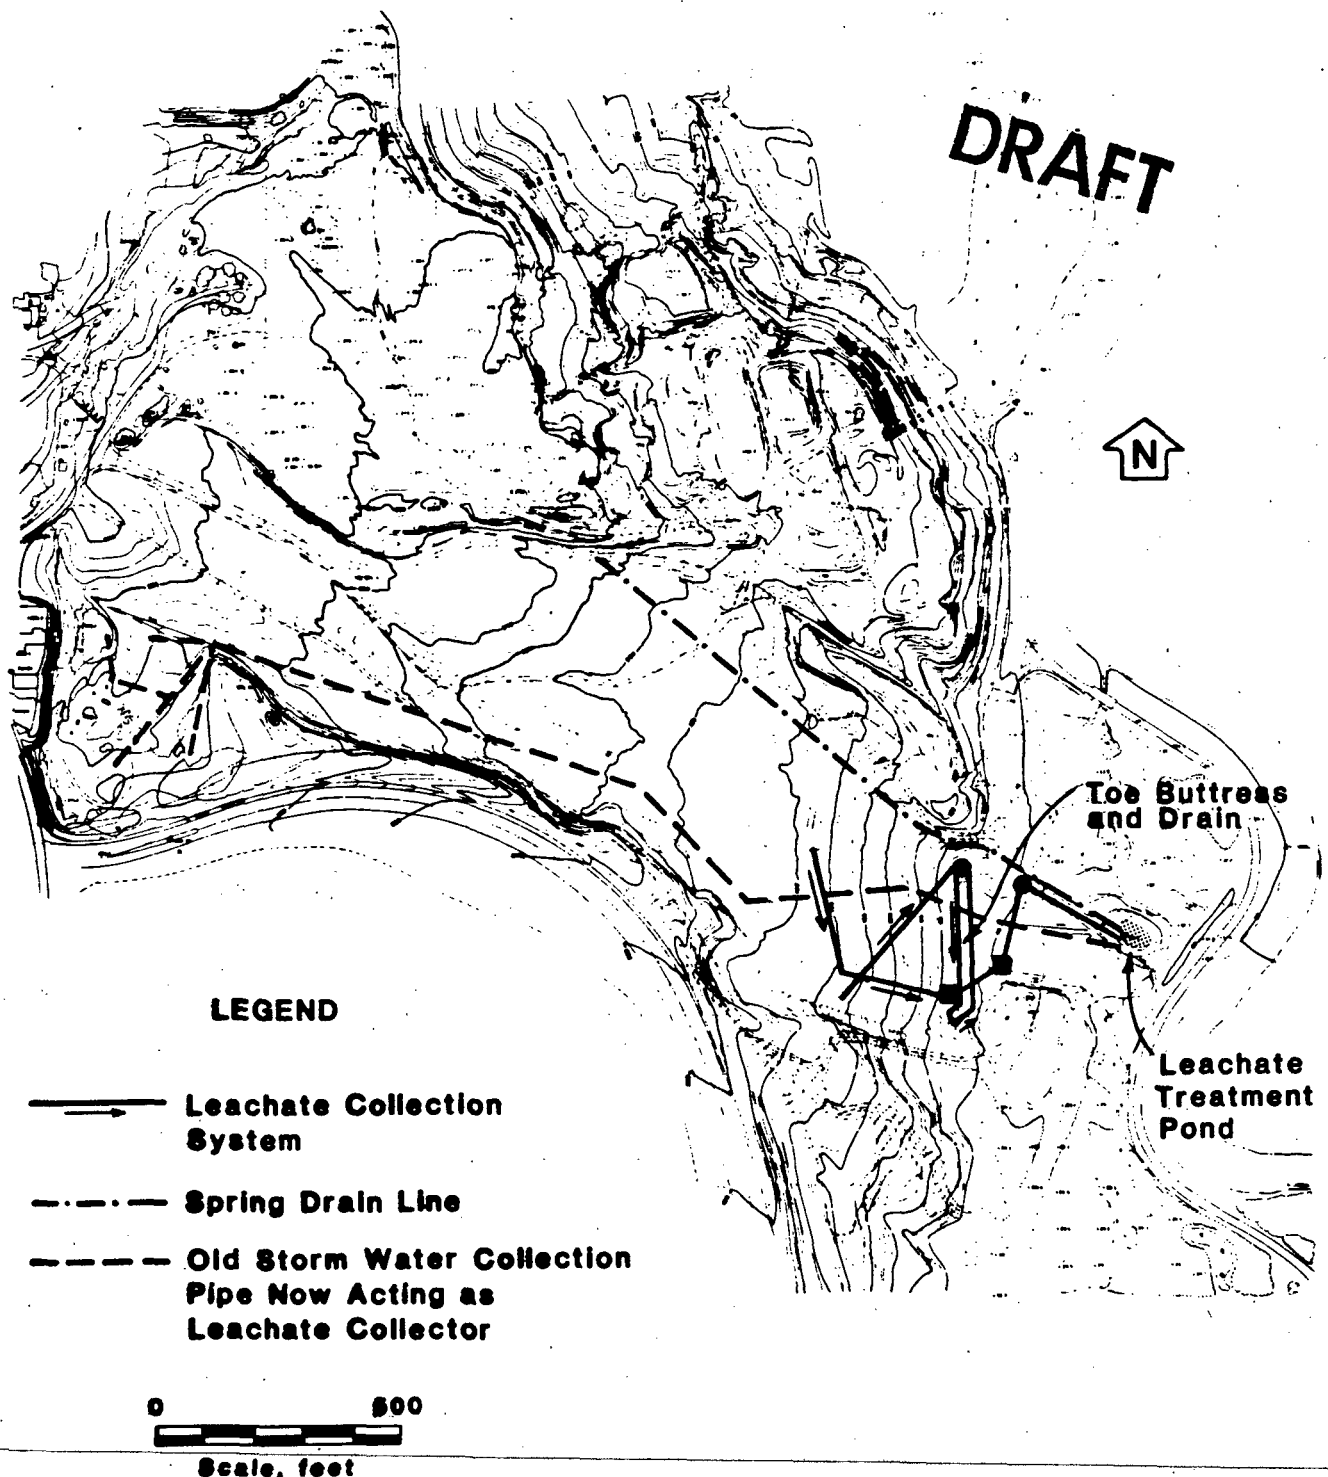 DRAFT
N
Toe Buttress
and Drain
Leachate
Treatment
Pond
LEGEND
Leachate Collection
System
Spring Drain Line
Old Storm Water Collection
Pipe Now Acting as
Leachate Collector
0 500
Scale, feet